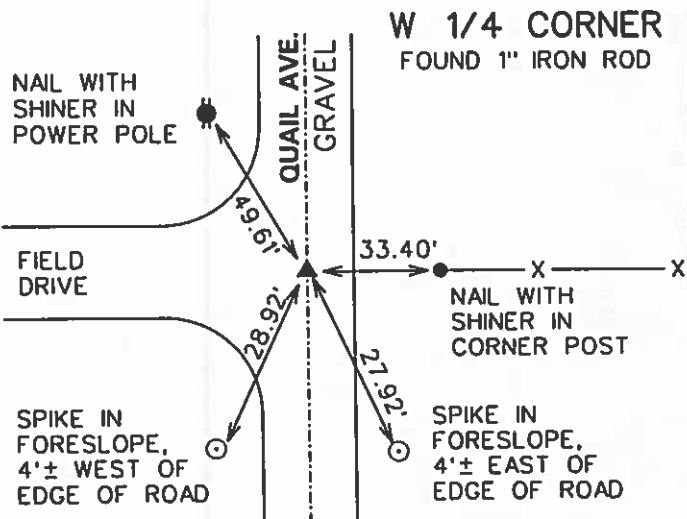 W 1/4 CORNER
FOUND 1" IRON ROD
NAIL WITH
SHINER IN
POWER POLE
QUAIL AVE.
GRAVEL
49.61'
33.40'
FIELD
DRIVE
X
X
NAIL WITH
SHINER IN
CORNER POST
28.92'
27.92'
SPIKE IN
FORESLOPE,
4'± WEST OF
EDGE OF ROAD
SPIKE IN
FORESLOPE,
4'± EAST OF
EDGE OF ROAD